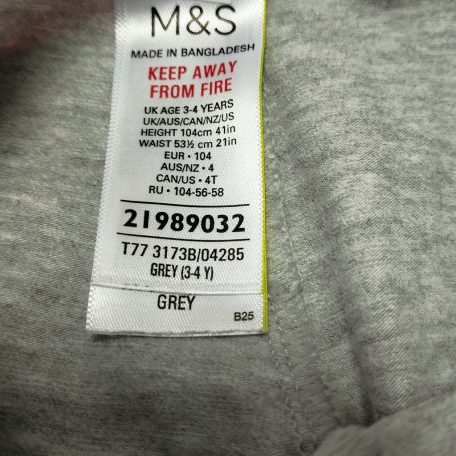 M&S
MADE IN BANGLADESH
KEEP AWAY
FROM FIRE
UK AGE 3-4 YEARS
UK/AUS/CAN/NZ/US
HEIGHT 104cm 41in
WAIST 53½ cm 21in
EUR • 104
AUS/NZ • 4
CAN/US • 4T
RU • 104-56-58
21989032
T77 3173B/04285
GREY (3-4 Y)
GREY
B25